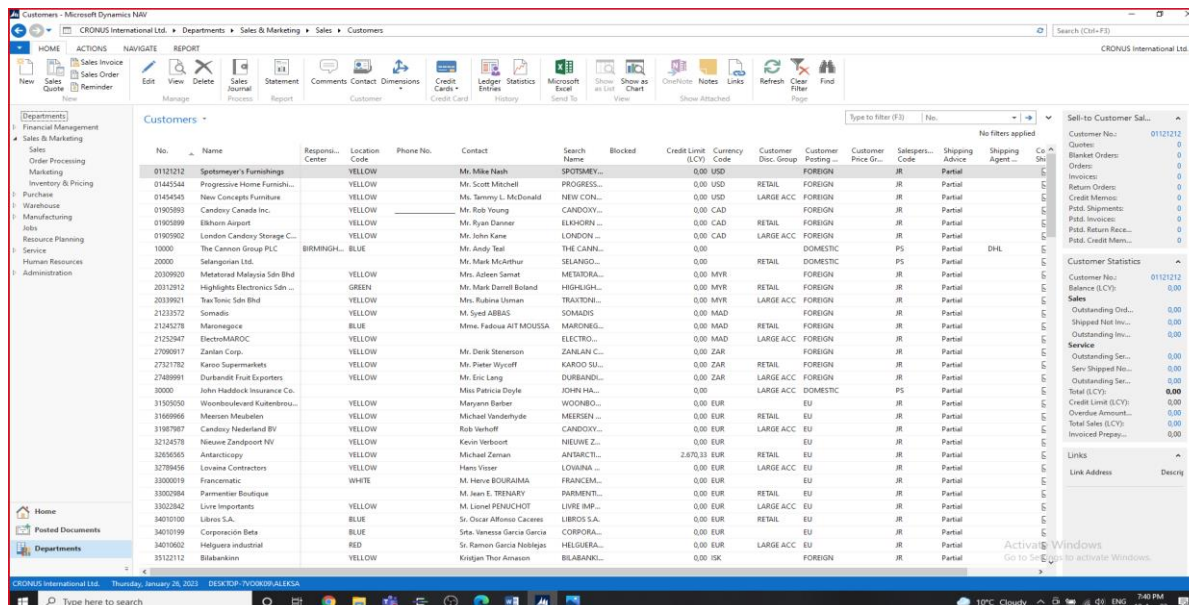 Customers - Microsoft Dynamics NAV
CRONUS International Ltd. Departments Sales & Marketing Sales Customers Search (Ctrl+F3)
HOME ACTIONS NAVIGATE REPORT CRONUS International Ltd.
New Sales Quote Sales Invoice Sales Order Reminder Edit View Delete Sales Journal Statement Comments Contact Dimensions Credit Cards Ledger Entries Statistics Microsoft Excel Show as List Show as Chart OneNote Notes Links Refresh Clear Filter Find
New Manage Process Report Customer Credit Card History Send To View Show Attached Page
Departments
Financial Management
Sales & Marketing
Sales
Order Processing
Marketing
Inventory & Pricing
Purchase
Warehouse
Manufacturing
Jobs
Resource Planning
Service
Human Resources
Administration
Home
Posted Documents
Departments
Customers Type to filter (F3) No.
No filters applied
No. Name Responsi... Center Location Code Phone No. Contact Search Name Blocked Credit Limit (LCY) Currency Code Customer Disc. Group Customer Posting ... Customer Price Gr... Salespers... Code Shipping Advice Shipping Agent ... Co Shi
01121212 Spotsmeyer's Furnishings YELLOW Mr. Mike Nash SPOTSMEY... 0,00 USD FOREIGN JR Partial
01445544 Progressive Home Furnishi... YELLOW Mr. Scott Mitchell PROGRESS... 0,00 USD RETAIL FOREIGN JR Partial
01454545 New Concepts Furniture YELLOW Ms. Tammy L. McDonald NEW CON... 0,00 USD LARGE ACC FOREIGN JR Partial
01905893 Candoxy Canada Inc. YELLOW Mr. Rob Young CANDOXY... 0,00 CAD FOREIGN JR Partial
01905899 Elkhorn Airport YELLOW Mr. Ryan Danner ELKHORN ... 0,00 CAD RETAIL FOREIGN JR Partial
01905902 London Candoxy Storage C... YELLOW Mr. John Kane LONDON ... 0,00 CAD LARGE ACC FOREIGN JR Partial
10000 The Cannon Group PLC BIRMINGH... BLUE Mr. Andy Teal THE CANN... 0,00 DOMESTIC PS Partial DHL
20000 Selangorian Ltd. Mr. Mark McArthur SELANGO... 0,00 RETAIL DOMESTIC PS Partial
20309920 Metatorad Malaysia Sdn Bhd YELLOW Mrs. Azleen Samat METATORA... 0,00 MYR FOREIGN JR Partial
20312912 Highlights Electronics Sdn ... GREEN Mr. Mark Darrell Boland HIGHLIGH... 0,00 MYR RETAIL FOREIGN JR Partial
20339921 TraxTonic Sdn Bhd YELLOW Mrs. Rubina Usman TRAXTONI... 0,00 MYR LARGE ACC FOREIGN JR Partial
21233572 Somadis YELLOW M. Syed ABBAS SOMADIS 0,00 MAD FOREIGN JR Partial
21245278 Maronegoce BLUE Mme. Fadoua AIT MOUSSA MARONEG... 0,00 MAD RETAIL FOREIGN JR Partial
21252947 ElectroMAROC YELLOW ELECTRO... 0,00 MAD LARGE ACC FOREIGN JR Partial
27090917 Zanlan Corp. YELLOW Mr. Derik Stenerson ZANLAN C... 0,00 ZAR FOREIGN JR Partial
27321782 Karoo Supermarkets YELLOW Mr. Pieter Wycoff KAROO SU... 0,00 ZAR RETAIL FOREIGN JR Partial
27489991 Durbandit Fruit Exporters YELLOW Mr. Eric Lang DURBANDI... 0,00 ZAR LARGE ACC FOREIGN JR Partial
30000 John Haddock Insurance Co. Miss Patricia Doyle JOHN HA... 0,00 LARGE ACC DOMESTIC PS Partial
31505050 Woonboulevard Kuitenbrou... YELLOW Maryann Barber WOONBO... 0,00 EUR EU JR Partial
31669966 Meersen Meubelen YELLOW Michael Vanderhyde MEERSEN ... 0,00 EUR RETAIL EU JR Partial
31987987 Candoxy Nederland BV YELLOW Rob Verhoff CANDOXY... 0,00 EUR LARGE ACC EU JR Partial
32124578 Nieuwe Zandpoort NV YELLOW Kevin Verboort NIEUWE Z... 0,00 EUR EU JR Partial
32656565 Antarcticopy YELLOW Michael Zeman ANTARCTI... 2.670,33 EUR RETAIL EU JR Partial
32789456 Lovaina Contractors YELLOW Hans Visser LOVAINA ... 0,00 EUR LARGE ACC EU JR Partial
33000019 Francematic WHITE M. Herve BOURAIMA FRANCEM... 0,00 EUR EU JR Partial
33002984 Parmentier Boutique M. Jean E. TRENARY PARMENTI... 0,00 EUR RETAIL EU JR Partial
33022842 Livre Importants YELLOW M. Lionel PENUCHOT LIVRE IMP... 0,00 EUR LARGE ACC EU JR Partial
34010100 Libros S.A. BLUE Sr. Oscar Alfonso Caceres LIBROS S.A. 0,00 EUR RETAIL EU JR Partial
34010199 Corporación Beta BLUE Srta. Vanessa Garcia Garcia CORPORA... 0,00 EUR EU JR Partial
34010602 Helguera industrial RED Sr. Ramon Garcia Noblejas HELGUERA... 0,00 EUR LARGE ACC EU JR Partial
35122112 Bilabankinn YELLOW Kristjan Thor Arnason BILABANKI... 0,00 ISK FOREIGN JR Partial
Sell-to Customer Sal...
Customer No.: 01121212
Quotes: 0
Blanket Orders: 0
Orders: 0
Invoices: 0
Return Orders: 0
Credit Memos: 0
Pstd. Shipments: 0
Pstd. Invoices: 0
Pstd. Return Rece... 0
Pstd. Credit Mem... 0
Customer Statistics
Customer No.: 01121212
Balance (LCY): 0,00
Sales
Outstanding Ord... 0,00
Shipped Not Inv... 0,00
Outstanding Inv... 0,00
Service
Outstanding Ser... 0,00
Serv Shipped No... 0,00
Outstanding Ser... 0,00
Total (LCY): 0,00
Credit Limit (LCY): 0,00
Overdue Amount... 0,00
Total Sales (LCY): 0,00
Invoiced Prepay... 0,00
Links
Link Address Descrip
Activate Windows
Go to Settings to activate Windows.
CRONUS International Ltd. Thursday, January 26, 2023 DESKTOP-7VO0K09\ALEKSA
Type here to search 10°C Cloudy ENG 7:40 PM